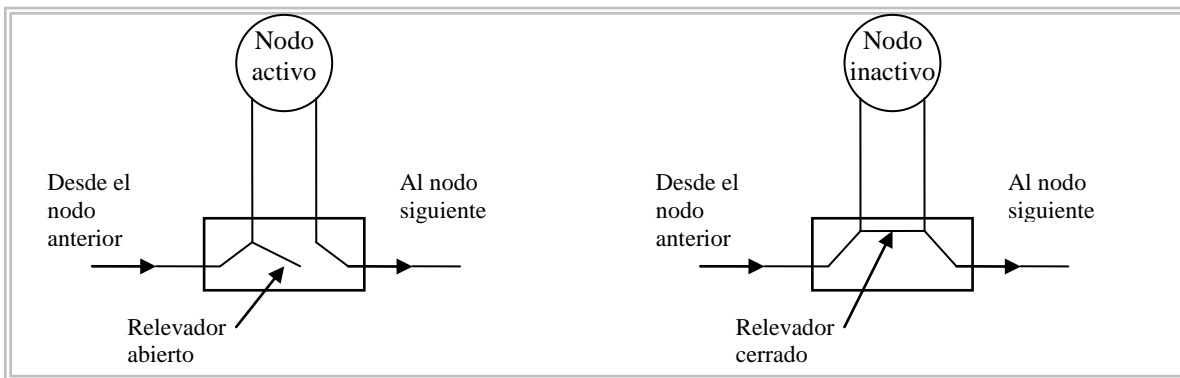 Nodo
activo
Desde el
nodo
anterior
Al nodo
siguiente
Relevador
abierto
Nodo
inactivo
Desde el
nodo
anterior
Al nodo
siguiente
Relevador
cerrado